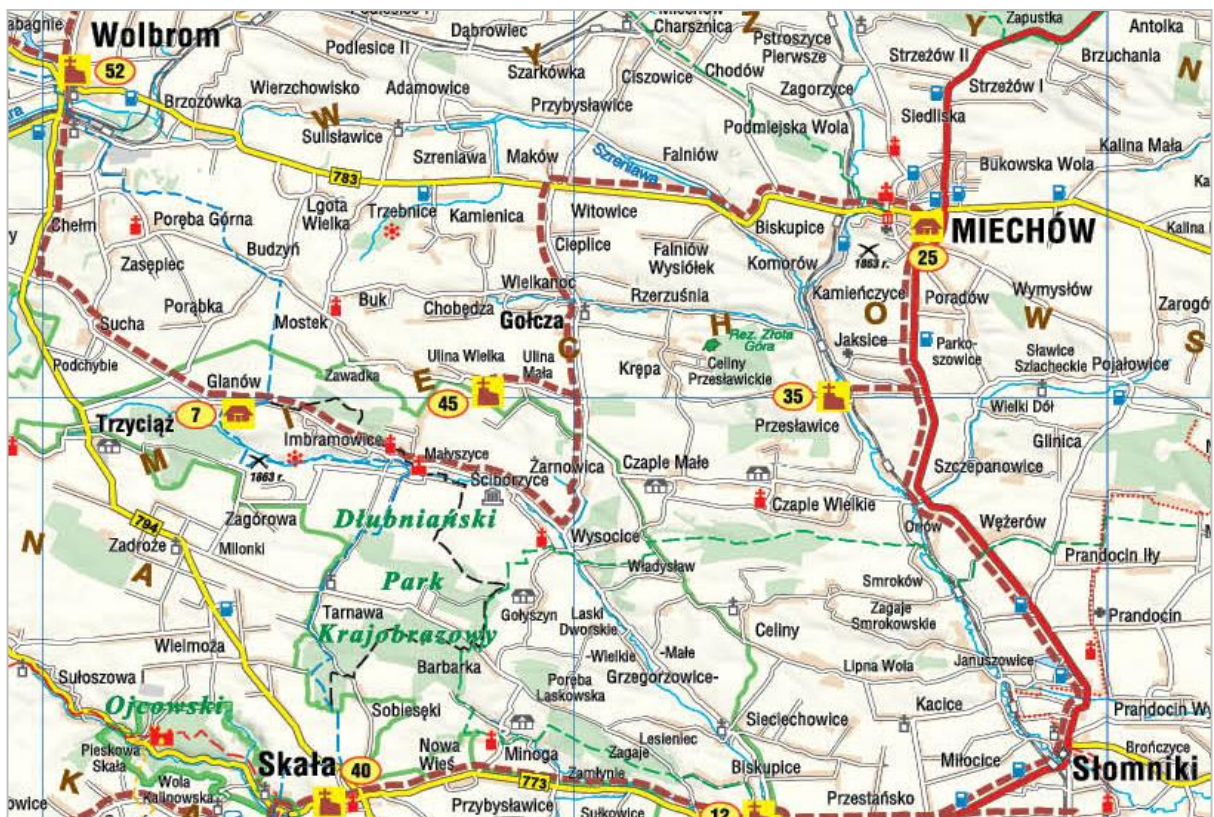 Wolbrom
52
Podlesice II
Dąbrowiec
Charsznica
Pstroszyce
Pierwsze
Zapustka
Antolka
Strzeżów II
Brzuchania
Szarkówka
Ciszowice
Chodów
Brzozówka
Wierzchowisko
Adamowice
Przybysławice
Zagorzyce
Strzeżów I
Siedliska
Sulisławice
Podmiejska Wola
Kalina Mała
Szreniawa
Maków
Szreniawa
Falniów
Bukowska Wola
783
Chełm
Poręba Górna
Lgota
Wielka
Trzebnice
Kamienica
Witowice
Biskupice
MIECHÓW
25
Budzyń
Cieplice
Falniów
Wysiółek
Komorów
1863 r.
Zasępiec
Wielkanoc
Rzerzuśnia
Kamieńczyce
Poradów
Wymysłów
Porąbka
Buk
Chobędza
Gołcza
Sucha
Mostek
Rez. Złota
Góra
Jaksice
Parko-
szowice
Sławice
Szlacheckie
Pojałowice
Podchybie
Ulina Wielka
Ulina
Mała
Krępa
Celiny
Przesławickie
Glanów
Zawadka
45
35
Wielki Dół
7
Trzyciąż
Imbramowice
Przesławice
Glinica
Małyszyce
Żarnowica
Czaple Małe
Szczepanowice
1863 r.
Ścibórzyce
Czaple Wielkie
794
Zagórowa
Dłubniański
Wysocice
Orłów
Wężerów
Zadroże
Milonki
Władysław
Prandocin Iły
Park
Smroków
Tarnawa
Gołyszyn
Laski
Dworskie
Zagaje
Smrokowskie
Prandocin
Krajobrazowy
Celiny
Wielmoża
-Wielkie
-Małe
Januszowice
Barbarka
Lipna Wola
Sułoszowa I
Poręba
Laskowska
Grzegorzowice-
Ojcowski
Sobiesęki
Kacice
Sieciechowice
Pieskowa
Skała
Skała
40
Nowa
Wieś
Minoga
Zagaje
Lesieniec
Miłocice
Brończyce
Słomniki
Wola
Kalinowska
773
Zamłynie
Biskupice
Przybysławice
Sułkowice
12
Przestańsko